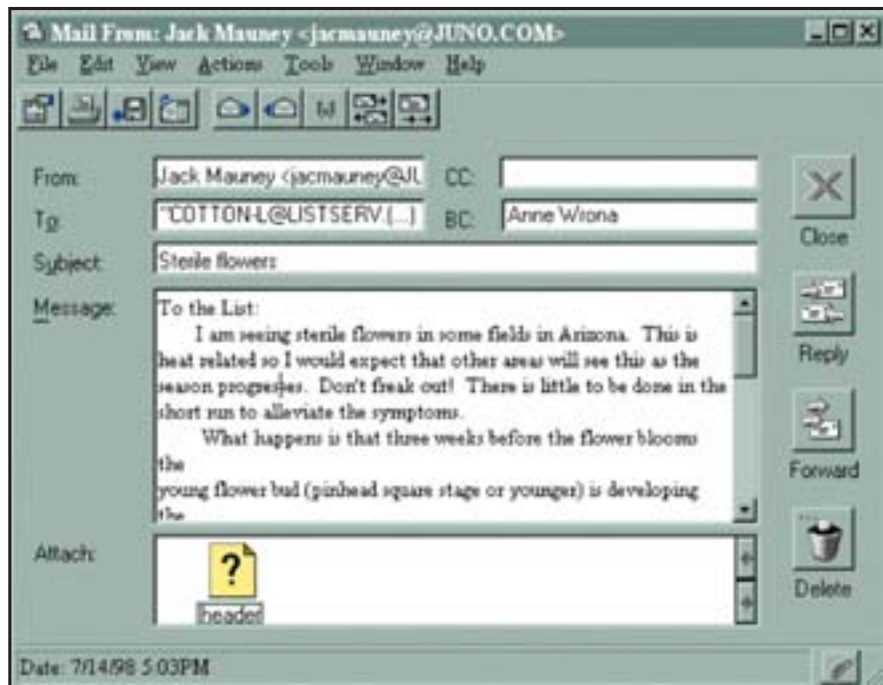 Mail From: Jack Mauney <jacmauney@JUNO.COM>
File Edit View Actions Tools Window Help
From: Jack Mauney <jacmauney@JU CC:
To: "COTTON-L@LISTSERV.(...) BC: Anne Wrona
Close
Subject: Sterile flowers
Message: To the List:
I am seeing sterile flowers in some fields in Arizona. This is
heat related so I would expect that other areas will see this as the
Reply
season progresses. Don't freak out! There is little to be done in the
short run to alleviate the symptoms.
What happens is that three weeks before the flower blooms
the
Forward
young flower bud (pinhead square stage or younger) is developing
the
Attach:
header
Delete
Date: 7/14/98 5:03PM